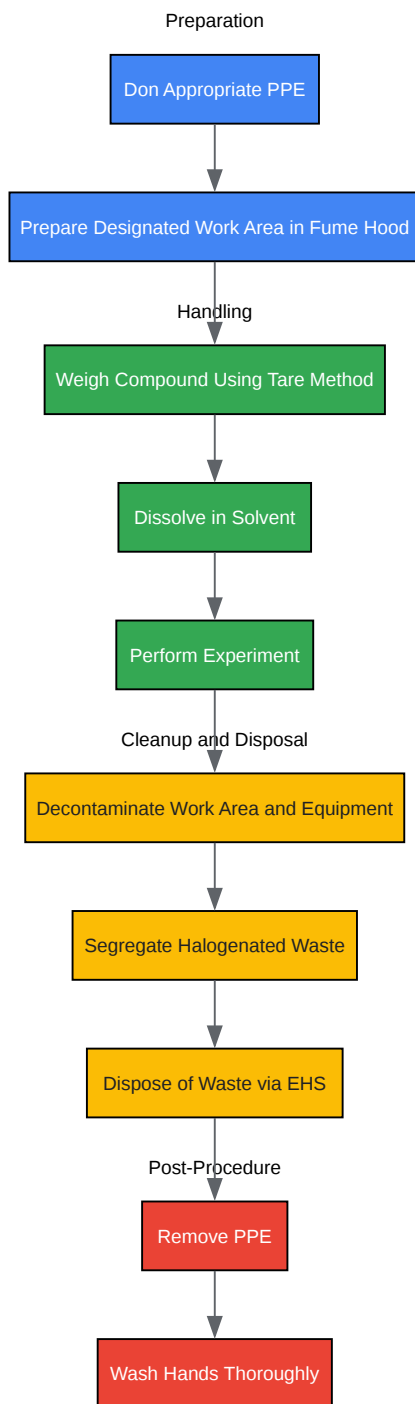 Preparation
Don Appropriate PPE
Prepare Designated Work Area in Fume Hood
Handling
Weigh Compound Using Tare Method
Dissolve in Solvent
Perform Experiment
Cleanup and Disposal
Decontaminate Work Area and Equipment
Segregate Halogenated Waste
Dispose of Waste via EHS
Post-Procedure
Remove PPE
Wash Hands Thoroughly